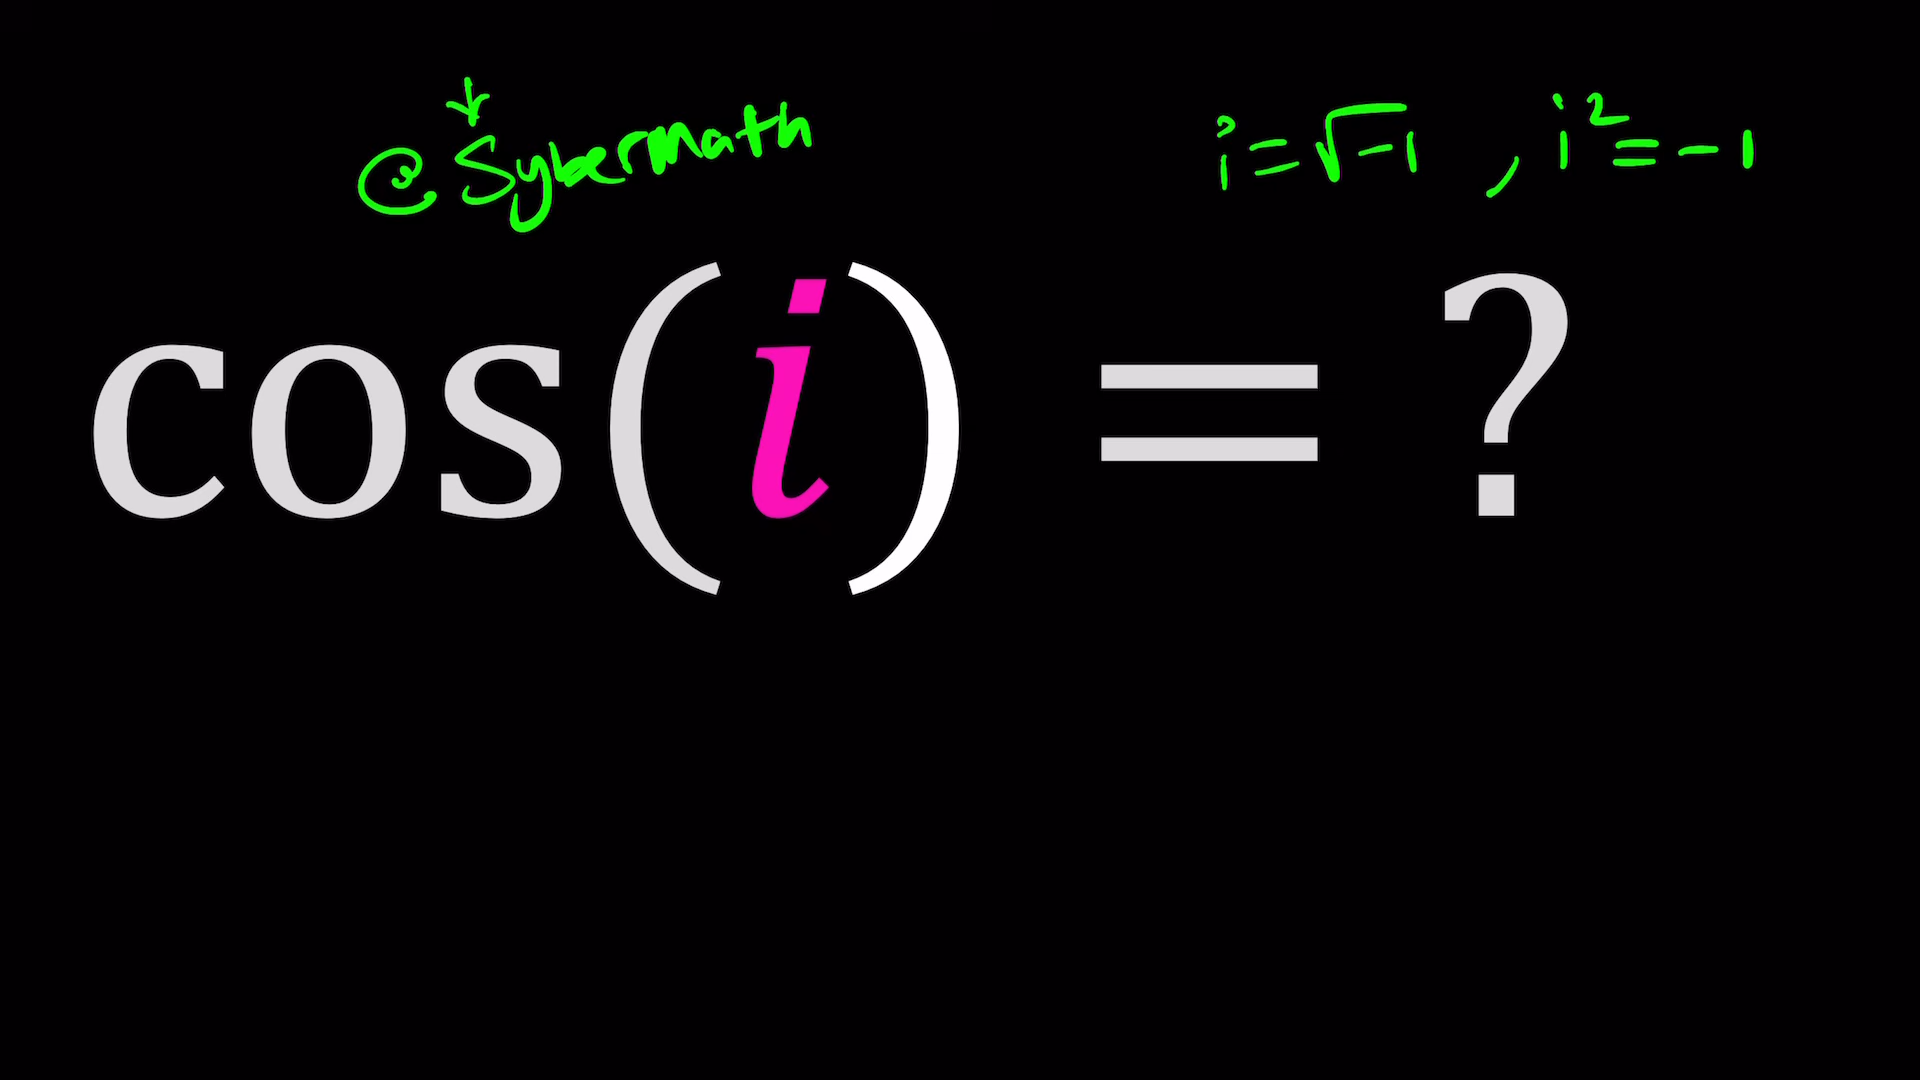 @Sybermath
i=√-1 , i²=-1
cos(i) = ?